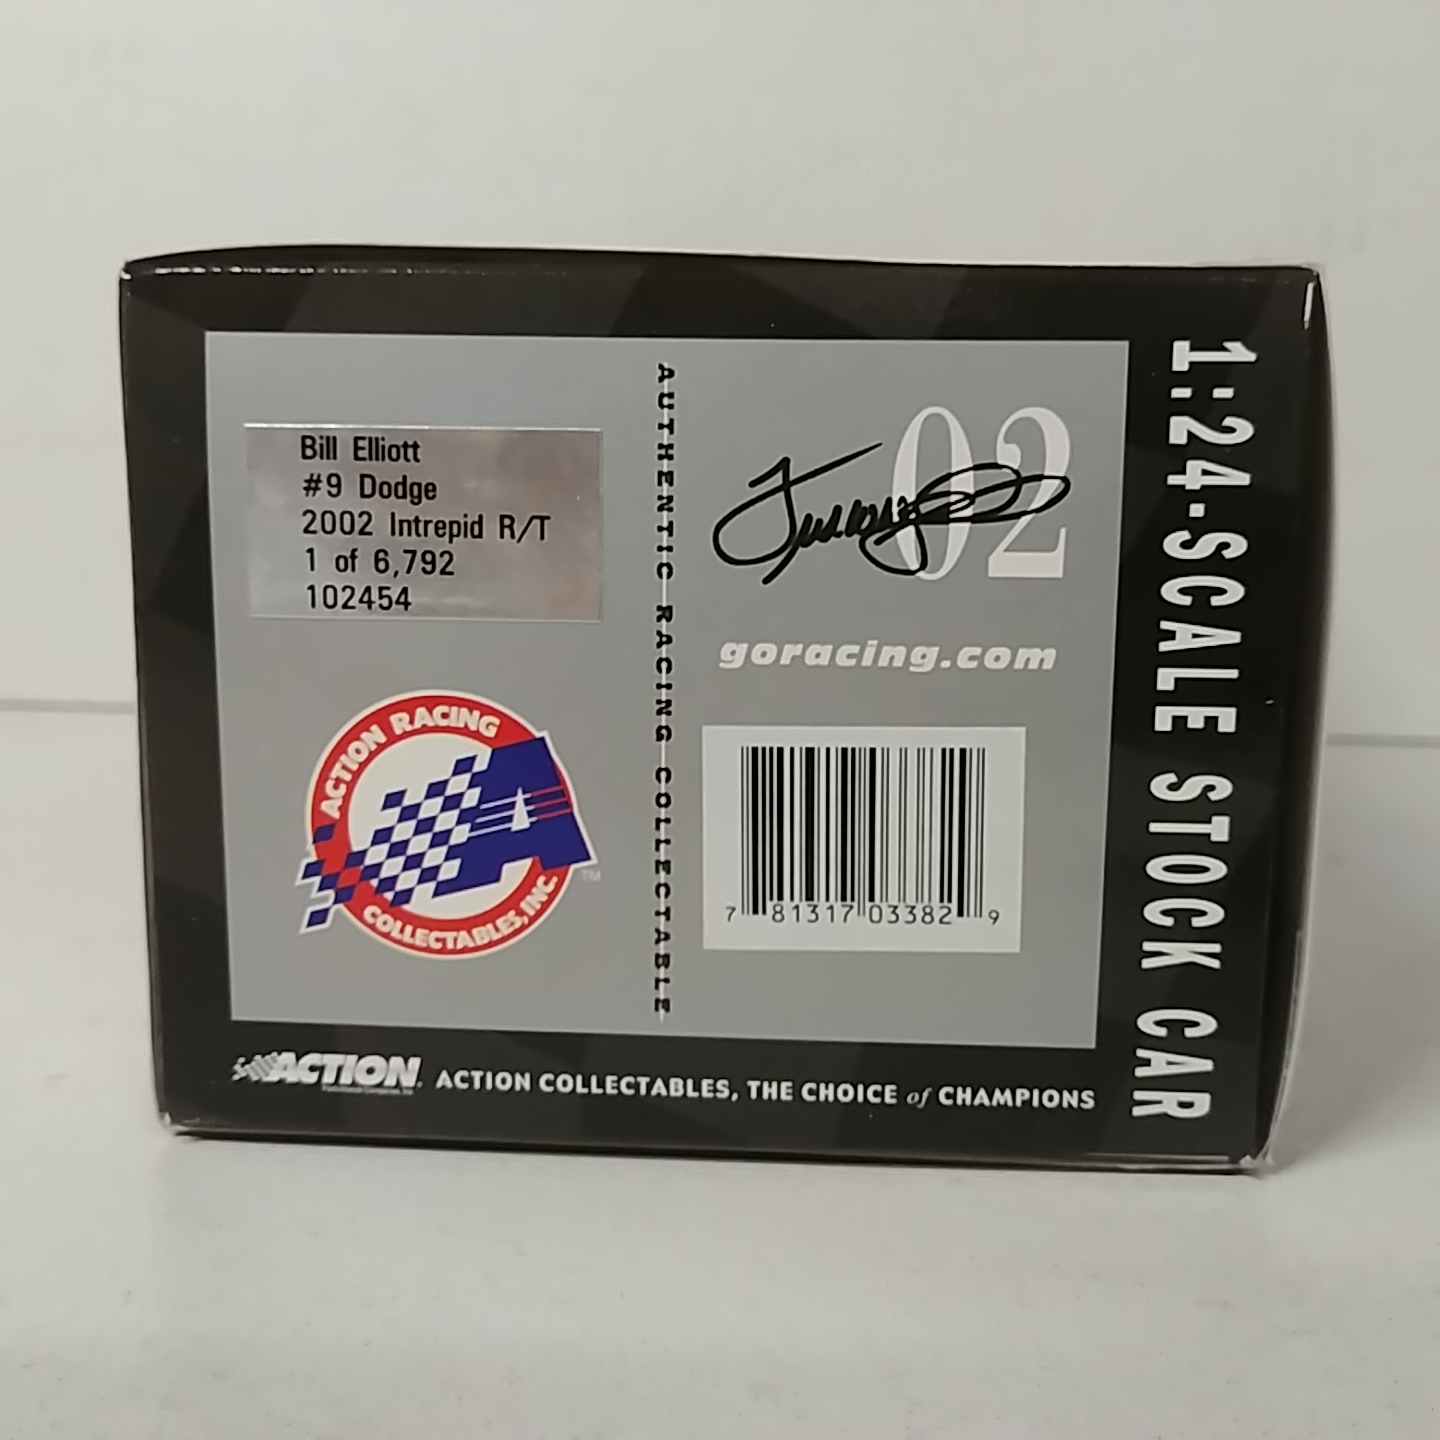 Bill Elliott
#9 Dodge
2002 Intrepid R/T
1 of 6,792
102454
ACTION RACING
COLLECTABLES, INC.
TM
AUTHENTIC RACING COLLECTABLE
02
goracing.com
7 81317 03382 9
1:24-SCALE STOCK CAR
ACTION
ACTION COLLECTABLES, THE CHOICE of CHAMPIONS